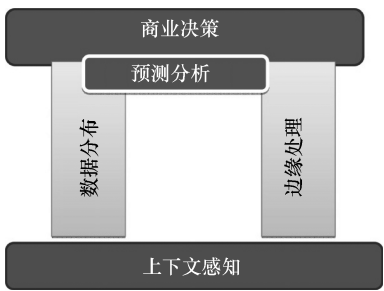 商业决策
预测分析
数据分布
边缘处理
上下文感知